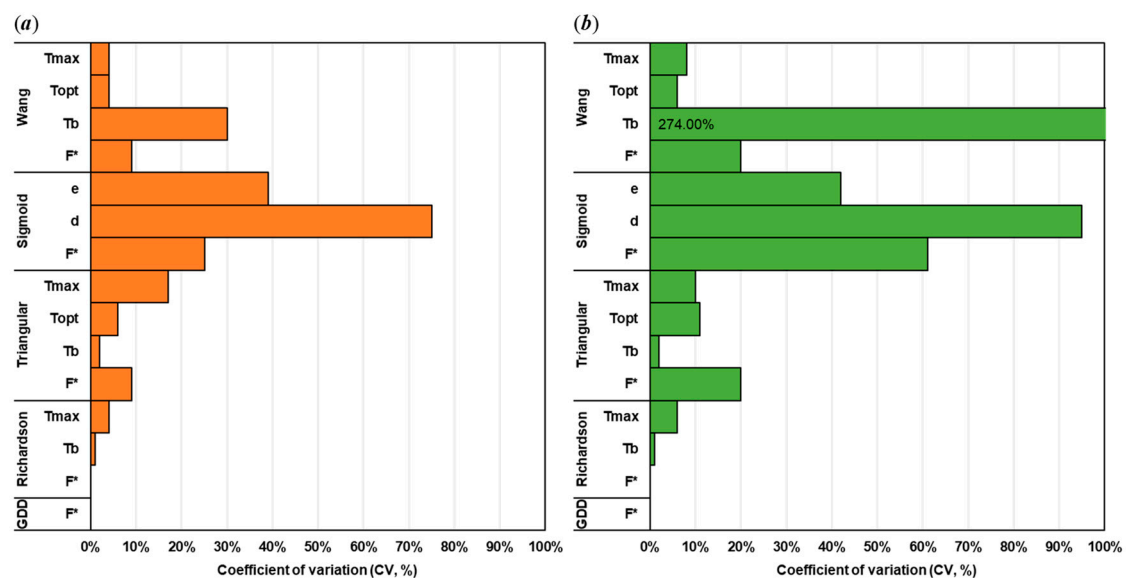 (a)
Wang
Tmax
Topt
Tb
F*
Sigmoid
e
d
F*
Triangular
Tmax
Topt
Tb
F*
Richardson
Tmax
Tb
F*
GDD
F*
0% 10% 20% 30% 40% 50% 60% 70% 80% 90% 100%
Coefficient of variation (CV, %)
(b)
Wang
Tmax
Topt
Tb
274.00%
F*
Sigmoid
e
d
F*
Triangular
Tmax
Topt
Tb
F*
Richardson
Tmax
Tb
F*
GDD
F*
0% 10% 20% 30% 40% 50% 60% 70% 80% 90% 100%
Coefficient of variation (CV, %)